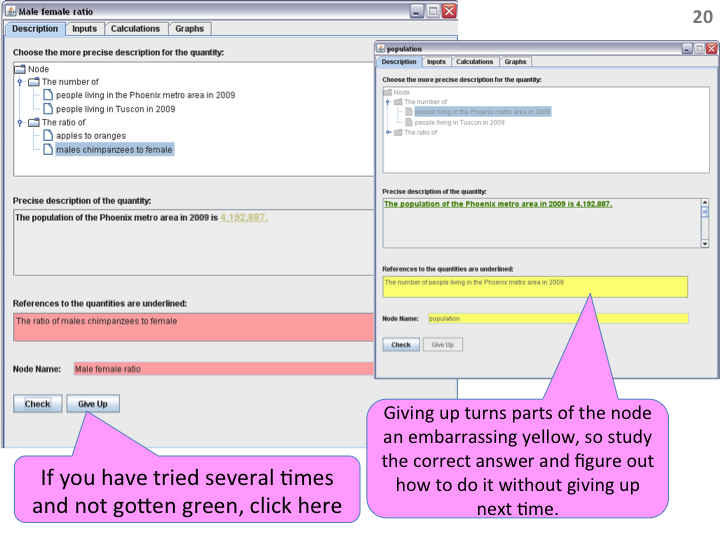 20
Male female ratio
Description Inputs Calculations Graphs
Choose the more precise description for the quantity:
Node
The number of
people living in the Phoenix metro area in 2009
people living in Tuscon in 2009
The ratio of
apples to oranges
males chimpanzees to female
Precise description of the quantity:
The population of the Phoenix metro area in 2009 is 4,192,887.
References to the quantities are underlined:
The ratio of males chimpanzees to female
Node Name: Male female ratio
Check Give Up
If you have tried several times
and not gotten green, click here
population
Description Inputs Calculations Graphs
Choose the more precise description for the quantity:
Node
The number of
people living in the Phoenix metro area in 2009
people living in Tuscon in 2009
The ratio of
Precise description of the quantity:
The population of the Phoenix metro area in 2009 is 4,192,887.
References to the quantities are underlined:
The number of people living in the Phoenix metro area in 2009
Node Name: population
Check Give Up
Giving up turns parts of the node
an embarrassing yellow, so study
the correct answer and figure out
how to do it without giving up
next time.